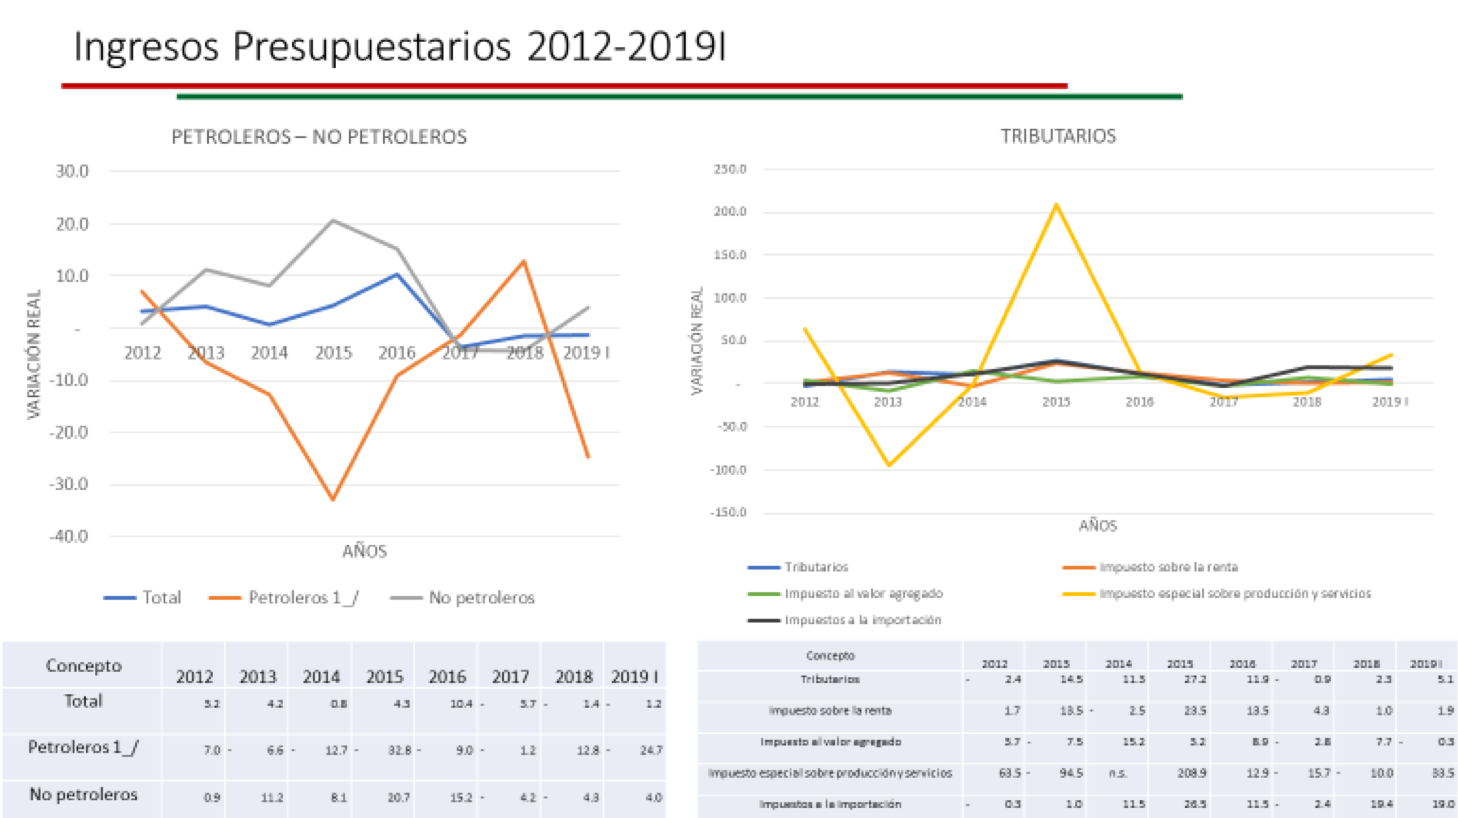 Ingresos Presupuestarios 2012-2019I
PETROLEROS – NO PETROLEROS
30.0
20.0
10.0
-
-10.0
-20.0
-30.0
-40.0
VARIACIÓN REAL
2012 2013 2014 2015 2016 2017 2018 2019 I
AÑOS
Total Petroleros 1_/ No petroleros
TRIBUTARIOS
250.0
200.0
150.0
100.0
50.0
-
-50.0
-100.0
-150.0
VARIACIÓN REAL
2012 2013 2014 2015 2016 2017 2018 2019 I
AÑOS
Tributarios Impuesto sobre la renta
Impuesto al valor agregado Impuesto especial sobre producción y servicios
Impuestos a la importación
Concepto 2012 2013 2014 2015 2016 2017 2018 2019 I
Total 3.2 4.2 0.8 4.3 10.4 - 3.7 - 1.4 - 1.2
Petroleros 1_/ 7.0 - 6.6 - 12.7 - 32.8 - 9.0 - 1.2 12.8 - 24.7
No petroleros 0.9 11.2 8.1 20.7 15.2 - 4.2 - 4.3 4.0
Concepto 2012 2013 2014 2015 2016 2017 2018 2019 I
Tributarios - 2.4 14.5 11.3 27.2 11.9 - 0.9 2.3 5.1
Impuesto sobre la renta 1.7 13.5 - 2.5 23.5 13.5 4.3 1.0 1.9
Impuesto al valor agregado 3.7 - 7.5 15.2 3.2 8.9 - 2.8 7.7 - 0.3
Impuesto especial sobre producción y servicios 63.5 - 94.5 n.s. 208.9 12.9 - 15.7 - 10.0 33.5
Impuestos a la importación - 0.3 1.0 11.5 26.5 11.5 - 2.4 19.4 19.0